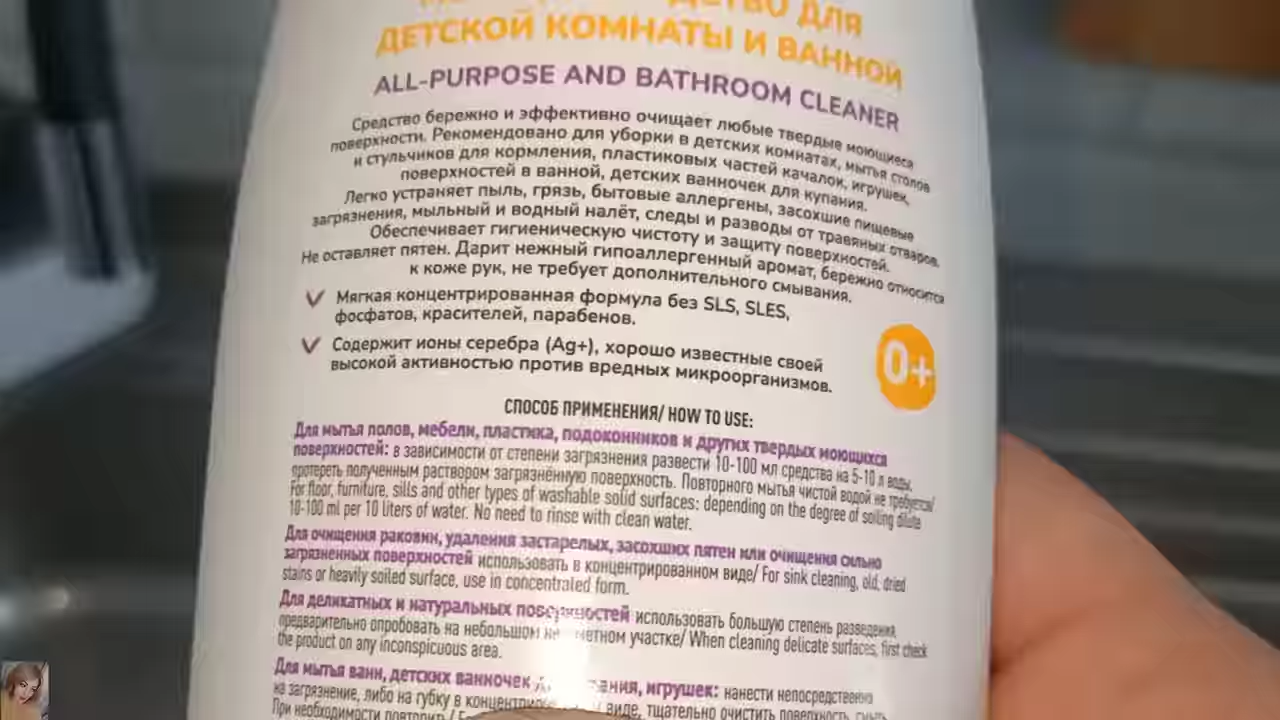 ДЛЯ
ДЕТСКОЙ КОМНАТЫ И ВАННОЙ
ALL-PURPOSE AND BATHROOM CLEANER
Средство бережно и эффективно очищает любые твердые моющиеся
поверхности. Рекомендовано для уборки в детских комнатах, мытья столов
и стульчиков для кормления, пластиковых частей качалок, игрушек,
поверхностей в ванной, детских ванночек для купания.
Легко устраняет пыль, грязь, бытовые аллергены, засохшие пищевые
загрязнения, мыльный и водный налёт, следы и разводы от травяных отваров.
Обеспечивает гигиеническую чистоту и защиту поверхностей.
Не оставляет пятен. Дарит нежный гипоаллергенный аромат, бережно относится
к коже рук, не требует дополнительного смывания.
Мягкая концентрированная формула без SLS, SLES,
фосфатов, красителей, парабенов.
Содержит ионы серебра (Ag+), хорошо известные своей
высокой активностью против вредных микроорганизмов.
0+
СПОСОБ ПРИМЕНЕНИЯ/ HOW TO USE:
Для мытья полов, мебели, пластика, подоконников и других твердых моющихся
поверхностей: в зависимости от степени загрязнения развести 10-100 мл средства на 5-10 л воды,
протереть полученным раствором загрязнённую поверхность. Повторного мытья чистой водой не требуется/
For floor, furniture, sills and other types of washable solid surfaces: depending on the degree of soiling dilute
10-100 ml per 10 liters of water. No need to rinse with clean water.
Для очищения раковин, удаления застарелых, засохших пятен или очищения сильно
загрязненных поверхностей использовать в концентрированном виде/ For sink cleaning, old, dried
stains or heavily soiled surface, use in concentrated form.
Для деликатных и натуральных поверхностей использовать большую степень разведения,
предварительно опробовать на небольшом участке/ When cleaning delicate surfaces, first check
the product on any inconspicuous area.
Для мытья ванн, детских ванночек игрушек: нанести непосредственно
на загрязнение, либо на губку в виде, тщательно очистить поверхность,
При необходимости повторить/